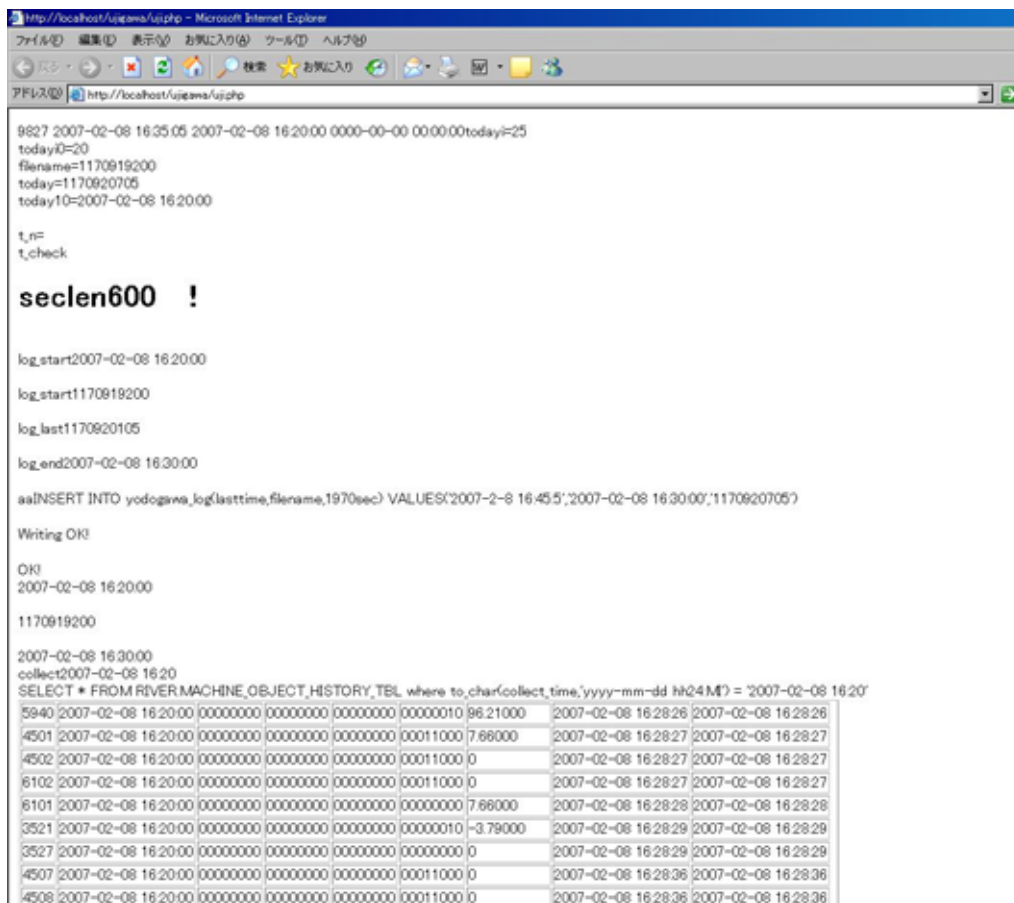 http://localhost/ujigawa/uji.php - Microsoft Internet Explorer
ファイル(F) 編集(E) 表示(V) お気に入り(A) ツール(T) ヘルプ(H)
戻る 検索 お気に入り
アドレス(D) http://localhost/ujigawa/uji.php
9827 2007-02-08 16:35:05 2007-02-08 16:20:00 0000-00-00 00:00:00todayi=25
todayi0=20
filename=1170919200
today=1170920705
today10=2007-02-08 16:20:00
t_n=
t_check
seclen600 !
log_start2007-02-08 16:20:00
log_start1170919200
log_last1170920105
log_end2007-02-08 16:30:00
aaINSERT INTO yodogawa_log(lasttime,filename,1970sec) VALUES('2007-2-8 16:45:5','2007-02-08 16:30:00','1170920705')
Writing OK!
OK!
2007-02-08 16:20:00
1170919200
2007-02-08 16:30:00
collect2007-02-08 16:20
SELECT * FROM RIVER.MACHINE_OBJECT_HISTORY_TBL where to_char(collect_time,'yyyy-mm-dd hh24:MI') = '2007-02-08 16:20'
5940 2007-02-08 16:20:00 00000000 00000000 00000000 00000010 96.21000 2007-02-08 16:28:26 2007-02-08 16:28:26
4501 2007-02-08 16:20:00 00000000 00000000 00000000 00011000 7.66000 2007-02-08 16:28:27 2007-02-08 16:28:27
4502 2007-02-08 16:20:00 00000000 00000000 00000000 00011000 0 2007-02-08 16:28:27 2007-02-08 16:28:27
6102 2007-02-08 16:20:00 00000000 00000000 00000000 00011000 0 2007-02-08 16:28:27 2007-02-08 16:28:27
6101 2007-02-08 16:20:00 00000000 00000000 00000000 00000000 7.66000 2007-02-08 16:28:28 2007-02-08 16:28:28
3521 2007-02-08 16:20:00 00000000 00000000 00000000 00000010 -3.79000 2007-02-08 16:28:29 2007-02-08 16:28:29
3527 2007-02-08 16:20:00 00000000 00000000 00000000 00000000 0 2007-02-08 16:28:29 2007-02-08 16:28:29
4507 2007-02-08 16:20:00 00000000 00000000 00000000 00011000 0 2007-02-08 16:28:36 2007-02-08 16:28:36
4508 2007-02-08 16:20:00 00000000 00000000 00000000 00011000 0 2007-02-08 16:28:36 2007-02-08 16:28:36